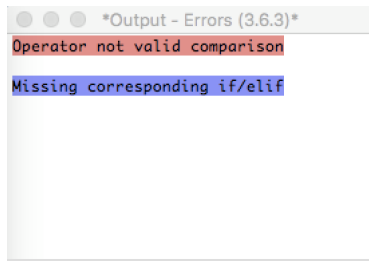 *Output - Errors (3.6.3)*
Operator not valid comparison
Missing corresponding if/elif